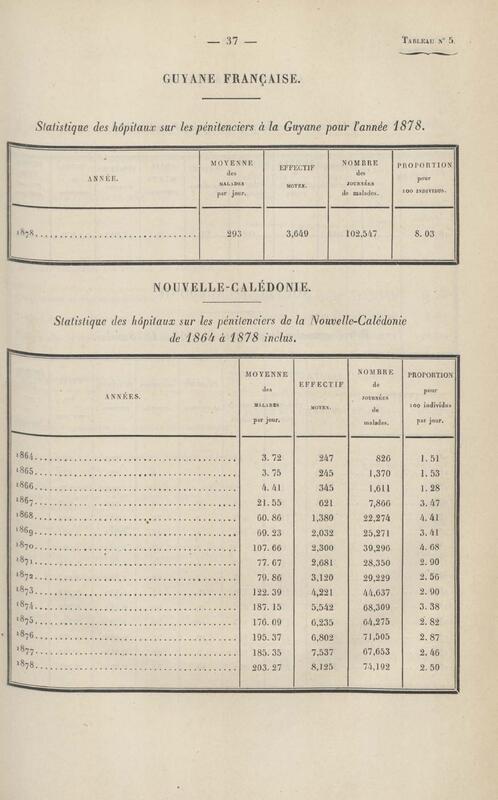 — 37 —
TABLEAU N° 5.
GUYANE FRANÇAISE.
Statistique des hôpitaux sur les pénitenciers à la Guyane pour l'année 1878.
ANNÉE. MOYENNE des MALADES par jour. EFFECTIF MOYEN. NOMBRE des JOURNÉES de malades. PROPORTION pour 100 INDIVIDUS.
1878 293 3,649 102,547 8.03
NOUVELLE-CALÉDONIE.
Statistique des hôpitaux sur les pénitenciers de la Nouvelle-Calédonie
de 1864 à 1878 inclus.
ANNÉES. MOYENNE des MALADES par jour. EFFECTIF MOYEN. NOMBRE de JOURNÉES de malades. PROPORTION pour 100 individus par jour.
1864 3.72 247 826 1.51
1865 3.75 245 1,370 1.53
1866 4.41 345 1,611 1.28
1867 21.55 621 7,866 3.47
1868 60.86 1,380 22,274 4.41
1869 69.23 2,032 25,271 3.41
1870 107.66 2,300 39,296 4.68
1871 77.67 2,681 28,350 2.90
1872 79.86 3,120 29,229 2.56
1873 122.39 4,221 44,637 2.90
1874 187.15 5,542 68,309 3.38
1875 176.09 6,235 64,275 2.82
1876 195.37 6,802 71,505 2.87
1877 185.35 7,537 67,653 2.46
1878 203.27 8,125 74,192 2.50